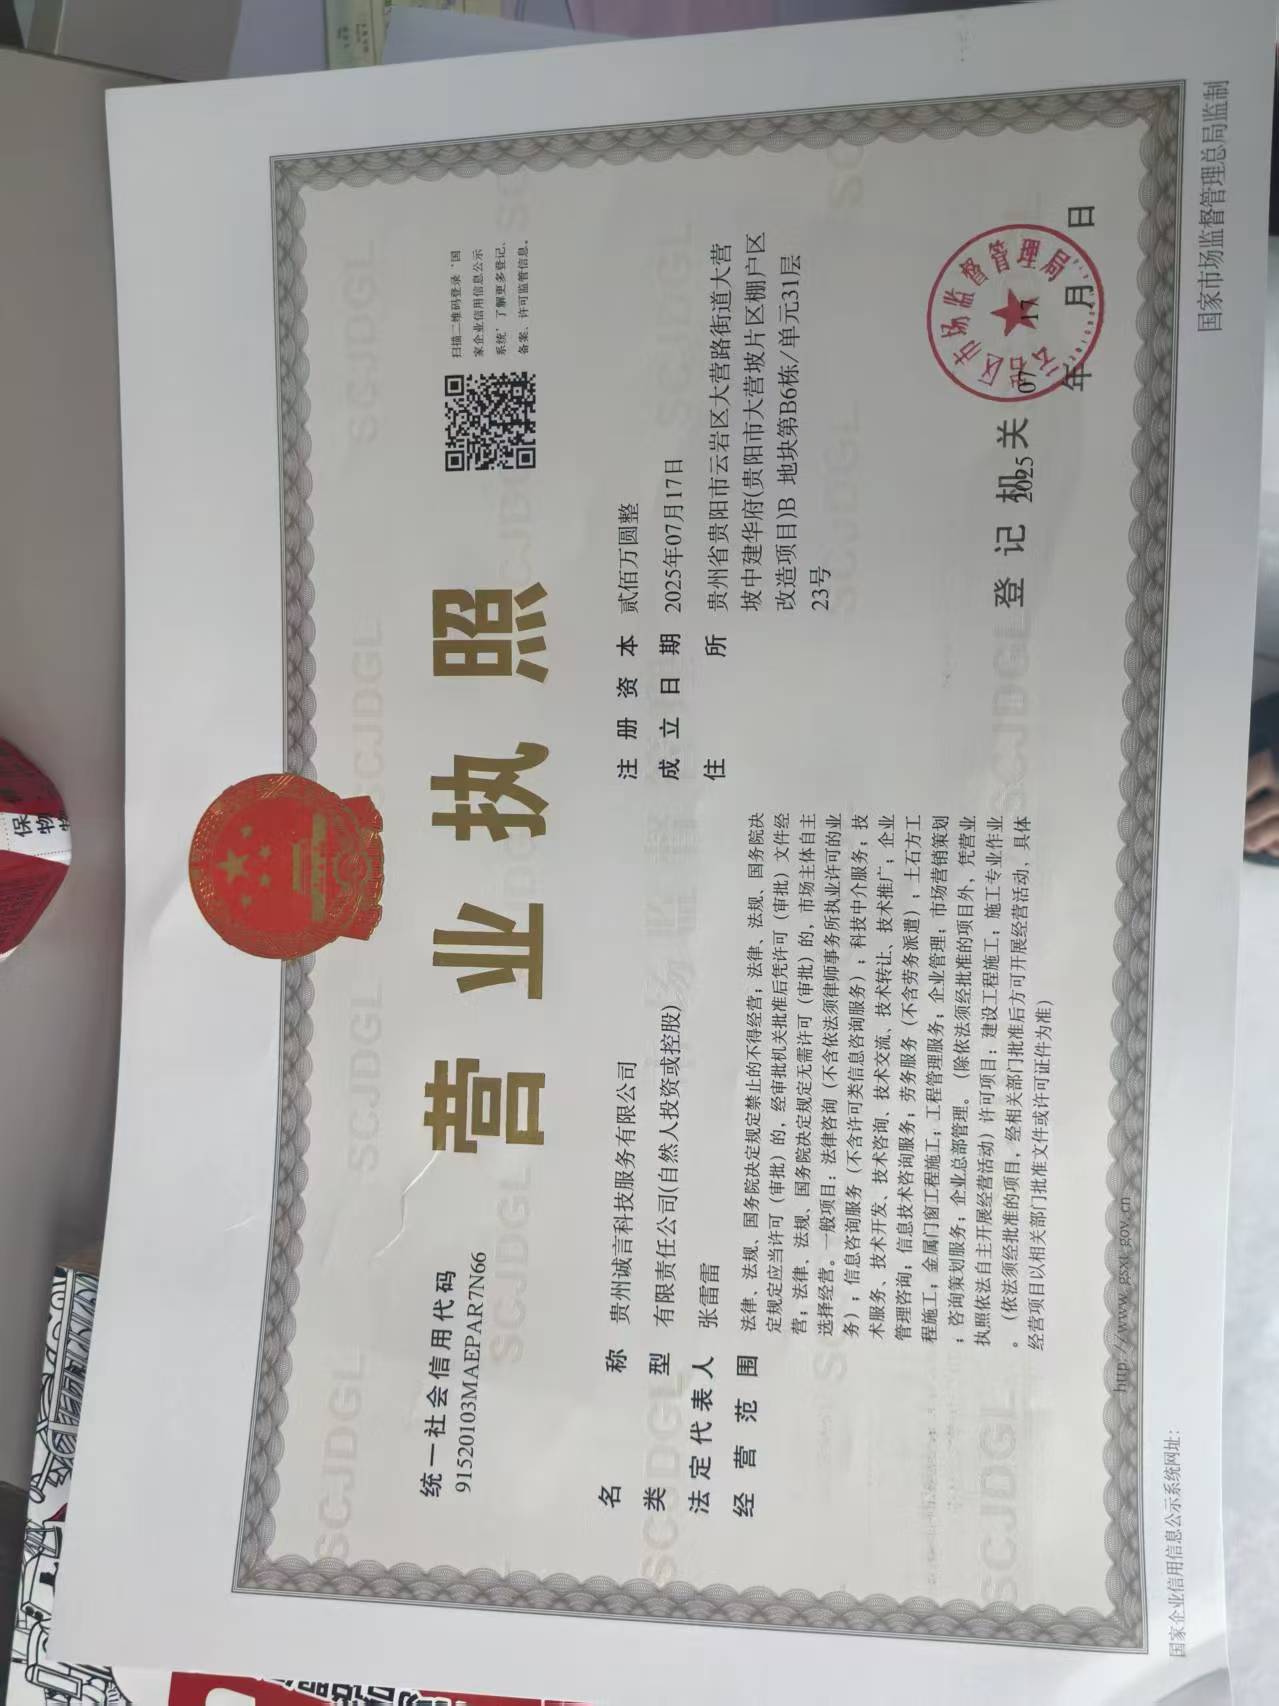 营业执照
统一社会信用代码
91520103MAEPAR7N66
扫描二维码登录‘国
家企业信用信息公示
系统’了解更多登记、
备案、许可监管信息。
名称 贵州诚言科技服务有限公司
类型 有限责任公司(自然人投资或控股)
法定代表人 张雷雷
经营范围 法律、法规、国务院决定规定禁止的不得经营；法律、法规、国务院决
定规定应当许可（审批）的，经审批机关批准后凭许可（审批）文件经
营；法律、法规、国务院决定规定无需许可（审批）的，市场主体自主
选择经营。一般项目：法律咨询（不含依法须律师事务所执业许可的业
务）；信息咨询服务（不含许可类信息咨询服务）；科技中介服务；技
术服务、技术开发、技术咨询、技术交流、技术转让、技术推广；企业
管理咨询；信息技术咨询服务；劳务服务（不含劳务派遣）；土石方工
程施工；金属门窗工程施工；工程管理服务；企业管理；市场营销策划
；咨询策划服务；企业总部管理。（除依法须经批准的项目外，凭营业
执照依法自主开展经营活动）许可项目：建设工程施工；施工专业作业
。（依法须经批准的项目，经相关部门批准后方可开展经营活动，具体
经营项目以相关部门批准文件或许可证件为准）
注册资本 贰佰万圆整
成立日期 2025年07月17日
住所 贵州省贵阳市云岩区大营路街道大营
坡中建华府(贵阳市大营坡片区棚户区
改造项目)B 地块第B6栋/单元31层
23号
登记机关
云岩区市场监督管理局
2025年07月17日
国家企业信用信息公示系统网址：
http://www.gsxt.gov.cn
国家市场监督管理总局监制
SCJDGL
保
物